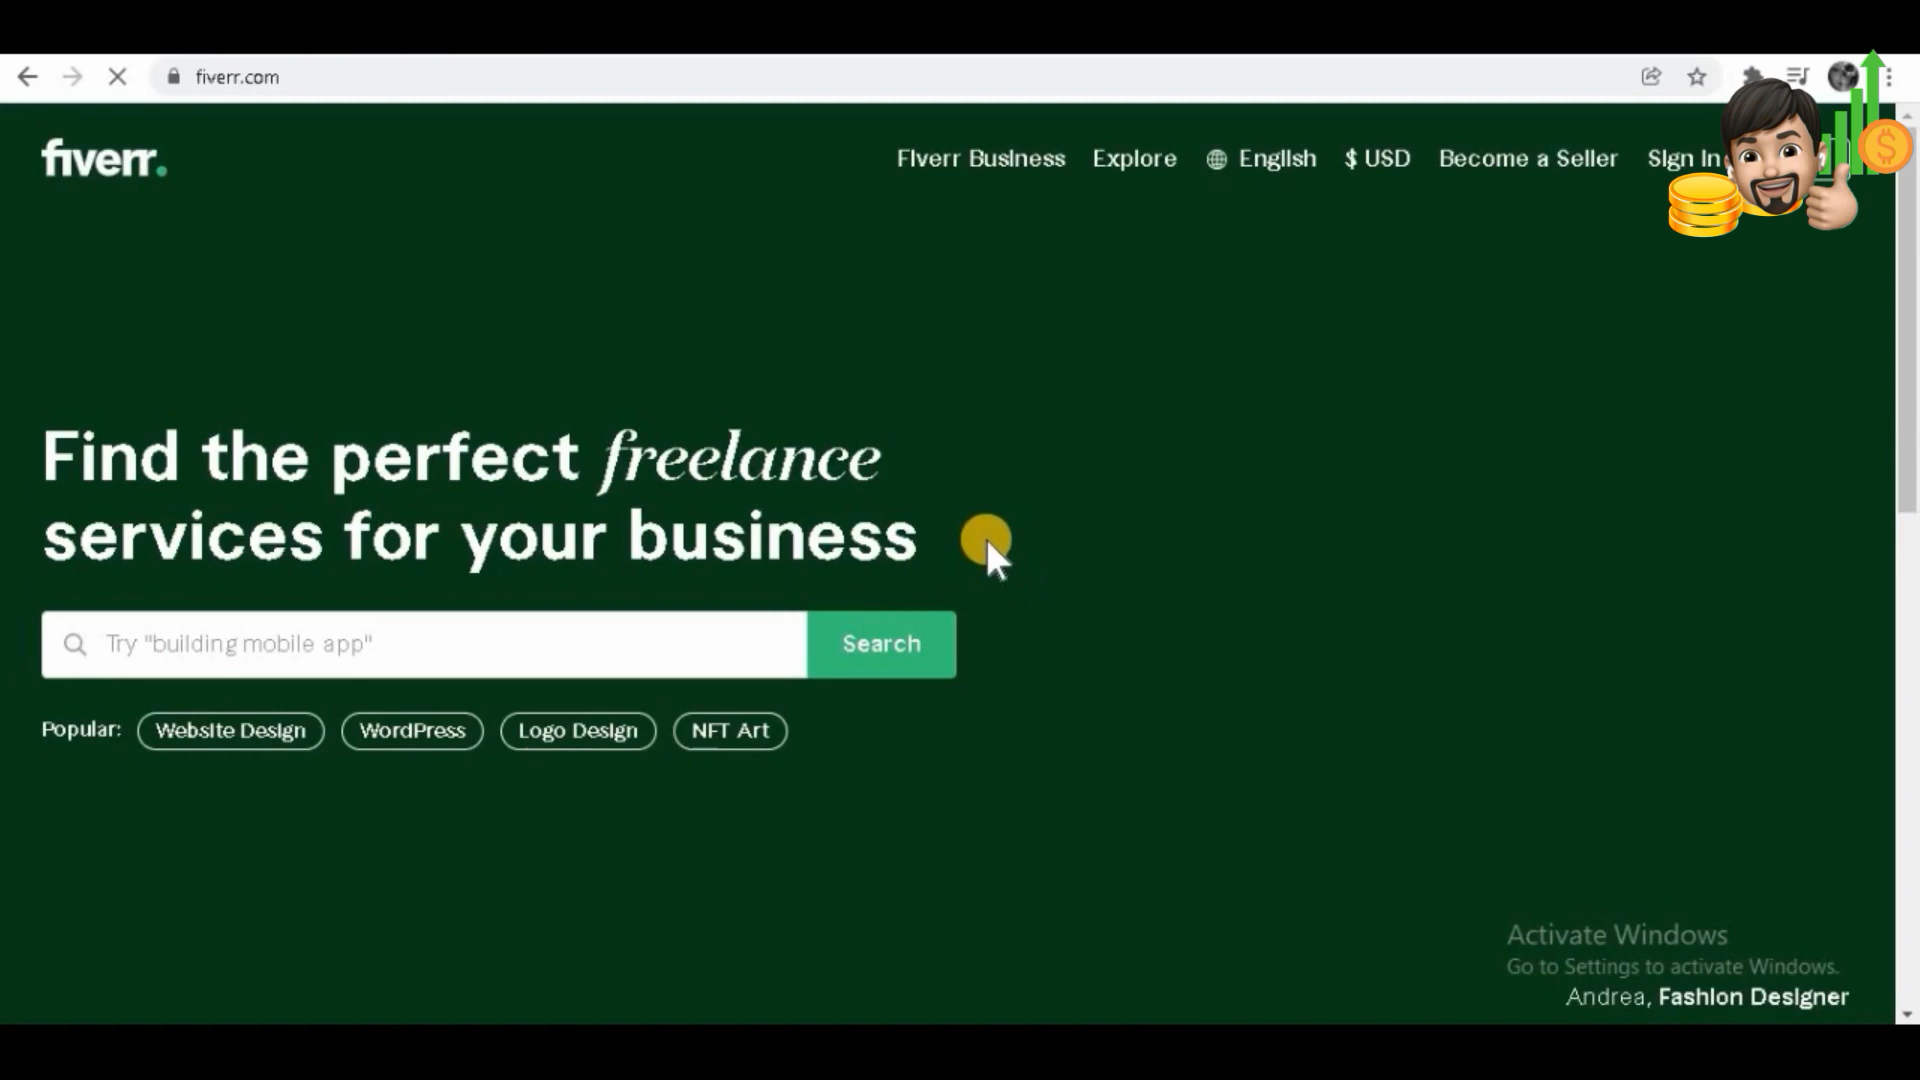 fiverr.com
fiverr.
Fiverr Business
Explore
English
$ USD
Become a Seller
Sign In
Find the perfect freelance
services for your business
Try "building mobile app"
Search
Popular:
Website Design
WordPress
Logo Design
NFT Art
Activate Windows
Go to Settings to activate Windows.
Andrea, Fashion Designer